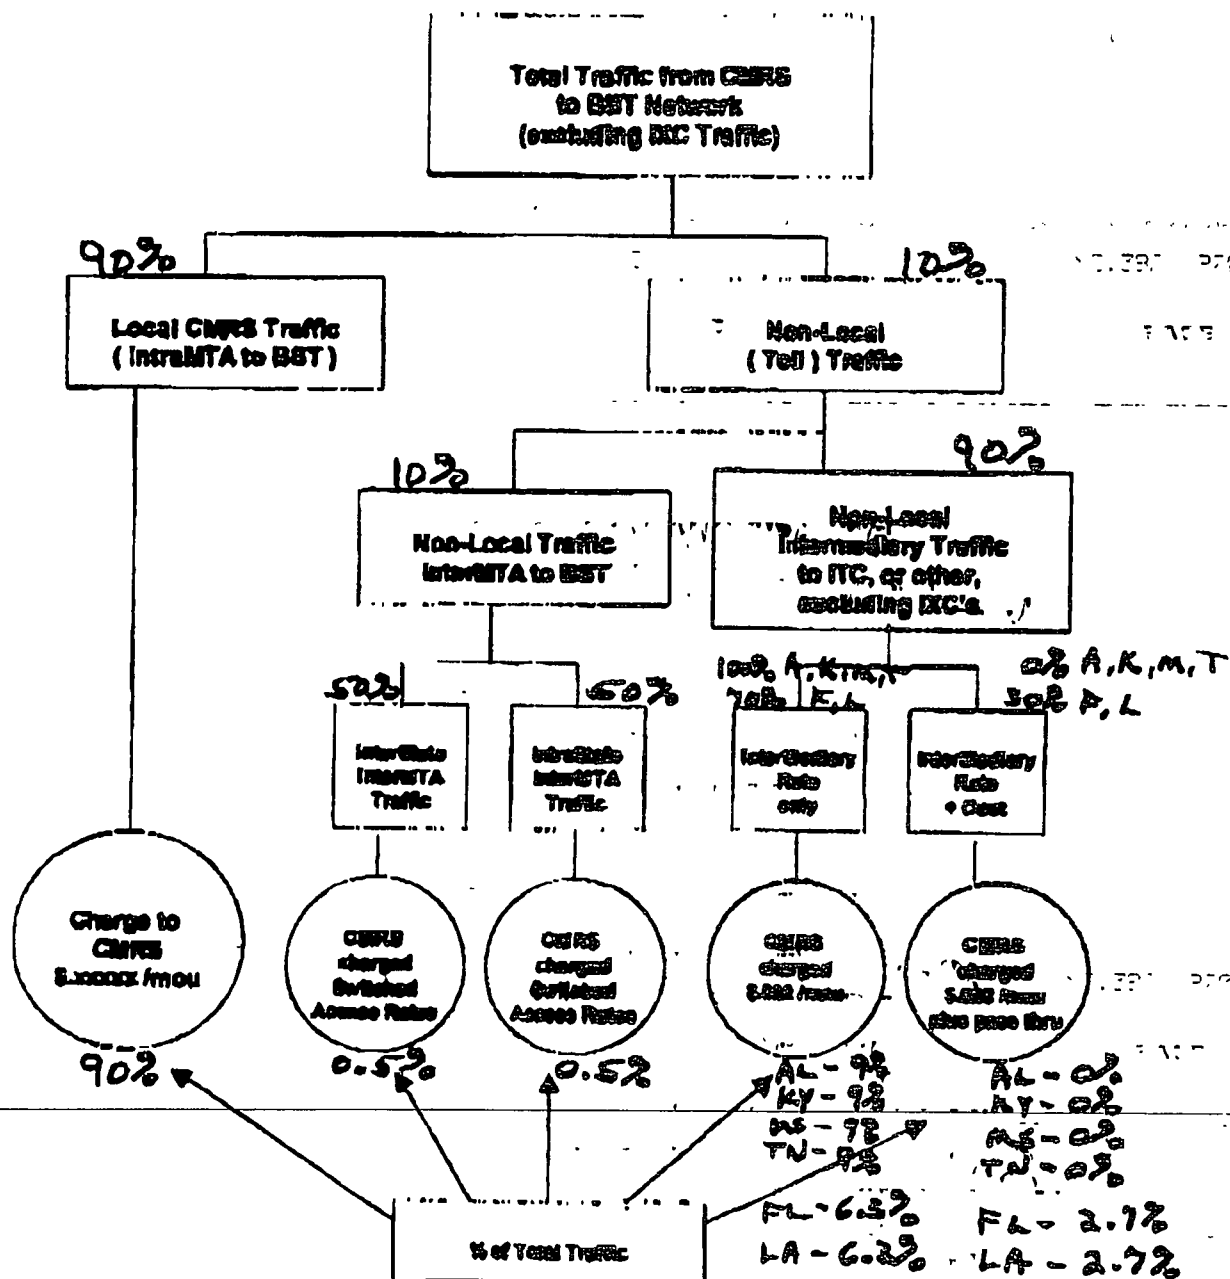 Total Traffic from CMRS
to BST Network
(excluding IXC Traffic)
90%
10%
Local CMRS Traffic
( IntraMTA to BST )
Non-Local
( Toll ) Traffic
10%
90%
Non-Local Traffic
InterMTA to BST
Non-Local
Intermediary Traffic
to ITC, or other,
excluding IXC's.
50%
50%
100% A, K, M,
70% F, L
0% A, K, M, T
30% F, L
InterState
InterMTA
Traffic
IntraState
InterMTA
Traffic
Intermediary
Rate
only
Intermediary
Rate
+ Cost
Charge to
CMRS
$.xxxxxx /mou
CMRS
charged
Switched
Access Rates
CMRS
charged
Switched
Access Rates
CMRS
charged
$.002 /mou
CMRS
charged
/mou
plus pass thru
90%
0.5%
0.5%
AL - 9%
KY - 9%
MS - 9%
TN - 9%
FL - 6.3%
LA - 6.3%
AL - 0%
KY - 0%
MS - 0%
TN - 0%
FL - 2.7%
LA - 2.7%
% of Total Traffic